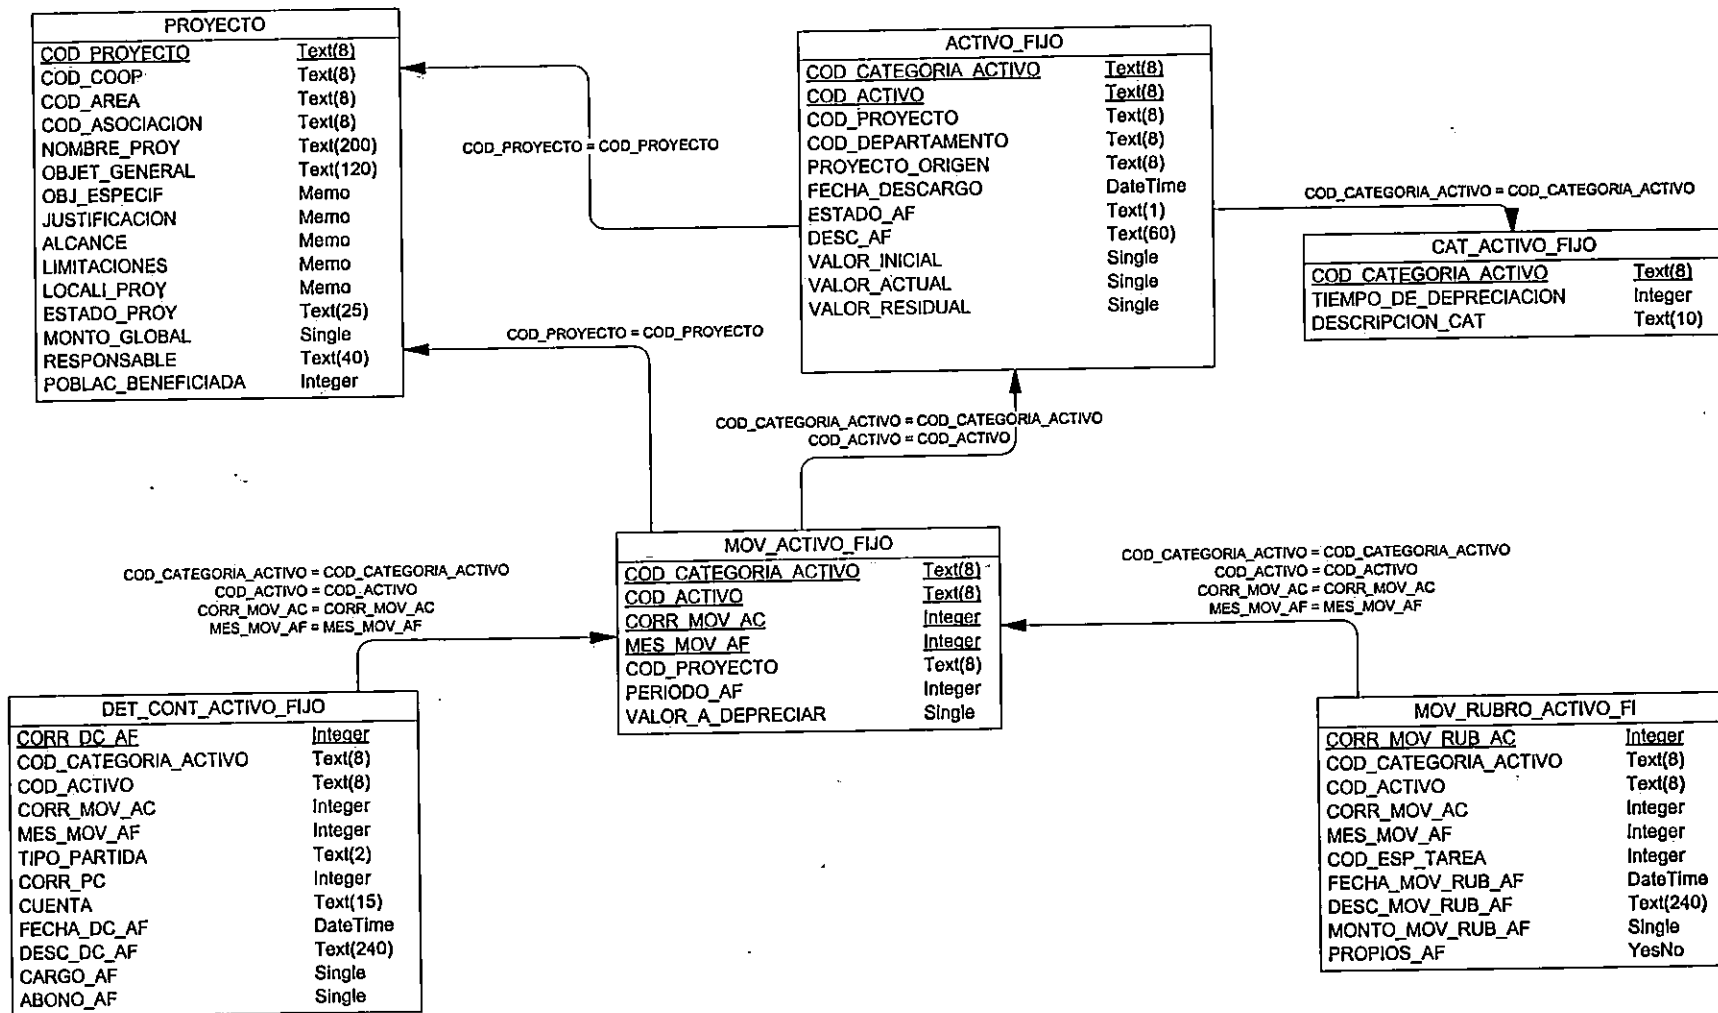 PROYECTO
COD_PROYECTO Text(8)
COD_COOP Text(8)
COD_AREA Text(8)
COD_ASOCIACION Text(8)
NOMBRE_PROY Text(200)
OBJET_GENERAL Text(120)
OBJ_ESPECIF Memo
JUSTIFICACION Memo
ALCANCE Memo
LIMITACIONES Memo
LOCALI_PROY Memo
ESTADO_PROY Text(25)
MONTO_GLOBAL Single
RESPONSABLE Text(40)
POBLAC_BENEFICIADA Integer
COD_PROYECTO = COD_PROYECTO
ACTIVO_FIJO
COD_CATEGORIA_ACTIVO Text(8)
COD_ACTIVO Text(8)
COD_PROYECTO Text(8)
COD_DEPARTAMENTO Text(8)
PROYECTO_ORIGEN Text(8)
FECHA_DESCARGO DateTime
ESTADO_AF Text(1)
DESC_AF Text(60)
VALOR_INICIAL Single
VALOR_ACTUAL Single
VALOR_RESIDUAL Single
COD_CATEGORIA_ACTIVO = COD_CATEGORIA_ACTIVO
CAT_ACTIVO_FIJO
COD_CATEGORIA_ACTIVO Text(8)
TIEMPO_DE_DEPRECIACION Integer
DESCRIPCION_CAT Text(10)
COD_PROYECTO = COD_PROYECTO
COD_CATEGORIA_ACTIVO = COD_CATEGORIA_ACTIVO
COD_ACTIVO = COD_ACTIVO
MOV_ACTIVO_FIJO
COD_CATEGORIA_ACTIVO Text(8)
COD_ACTIVO Text(8)
CORR_MOV_AC Integer
MES_MOV_AF Integer
COD_PROYECTO Text(8)
PERIODO_AF Integer
VALOR_A_DEPRECIAR Single
COD_CATEGORIA_ACTIVO = COD_CATEGORIA_ACTIVO
COD_ACTIVO = COD_ACTIVO
CORR_MOV_AC = CORR_MOV_AC
MES_MOV_AF = MES_MOV_AF
DET_CONT_ACTIVO_FIJO
CORR_DC_AF Integer
COD_CATEGORIA_ACTIVO Text(8)
COD_ACTIVO Text(8)
CORR_MOV_AC Integer
MES_MOV_AF Integer
TIPO_PARTIDA Text(2)
CORR_PC Integer
CUENTA Text(15)
FECHA_DC_AF DateTime
DESC_DC_AF Text(240)
CARGO_AF Single
ABONO_AF Single
COD_CATEGORIA_ACTIVO = COD_CATEGORIA_ACTIVO
COD_ACTIVO = COD_ACTIVO
CORR_MOV_AC = CORR_MOV_AC
MES_MOV_AF = MES_MOV_AF
MOV_RUBRO_ACTIVO_FI
CORR_MOV_RUB_AC Integer
COD_CATEGORIA_ACTIVO Text(8)
COD_ACTIVO Text(8)
CORR_MOV_AC Integer
MES_MOV_AF Integer
COD_ESP_TAREA Integer
FECHA_MOV_RUB_AF DateTime
DESC_MOV_RUB_AF Text(240)
MONTO_MOV_RUB_AF Single
PROPIOS_AF YesNo